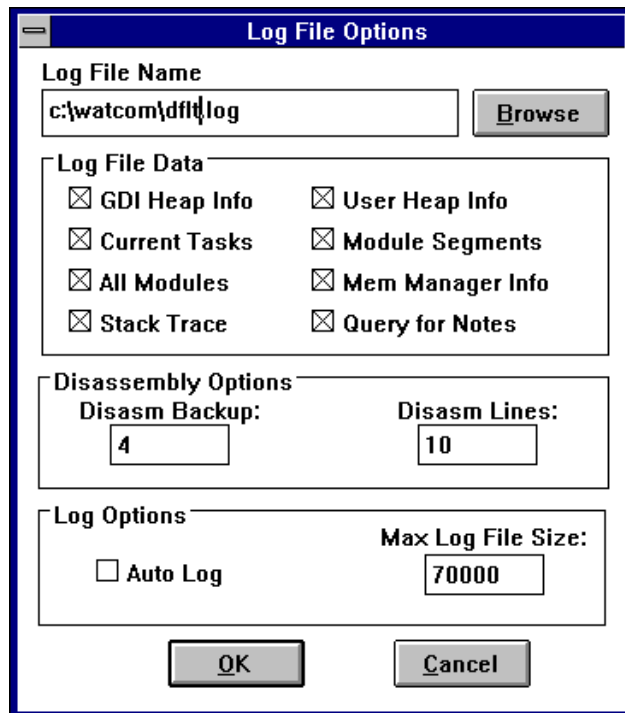 Log File Options
Log File Name
c:\watcom\dflt.log
Browse
Log File Data
GDI Heap Info
User Heap Info
Current Tasks
Module Segments
All Modules
Mem Manager Info
Stack Trace
Query for Notes
Disassembly Options
Disasm Backup:
Disasm Lines:
4
10
Log Options
Max Log File Size:
Auto Log
70000
OK
Cancel